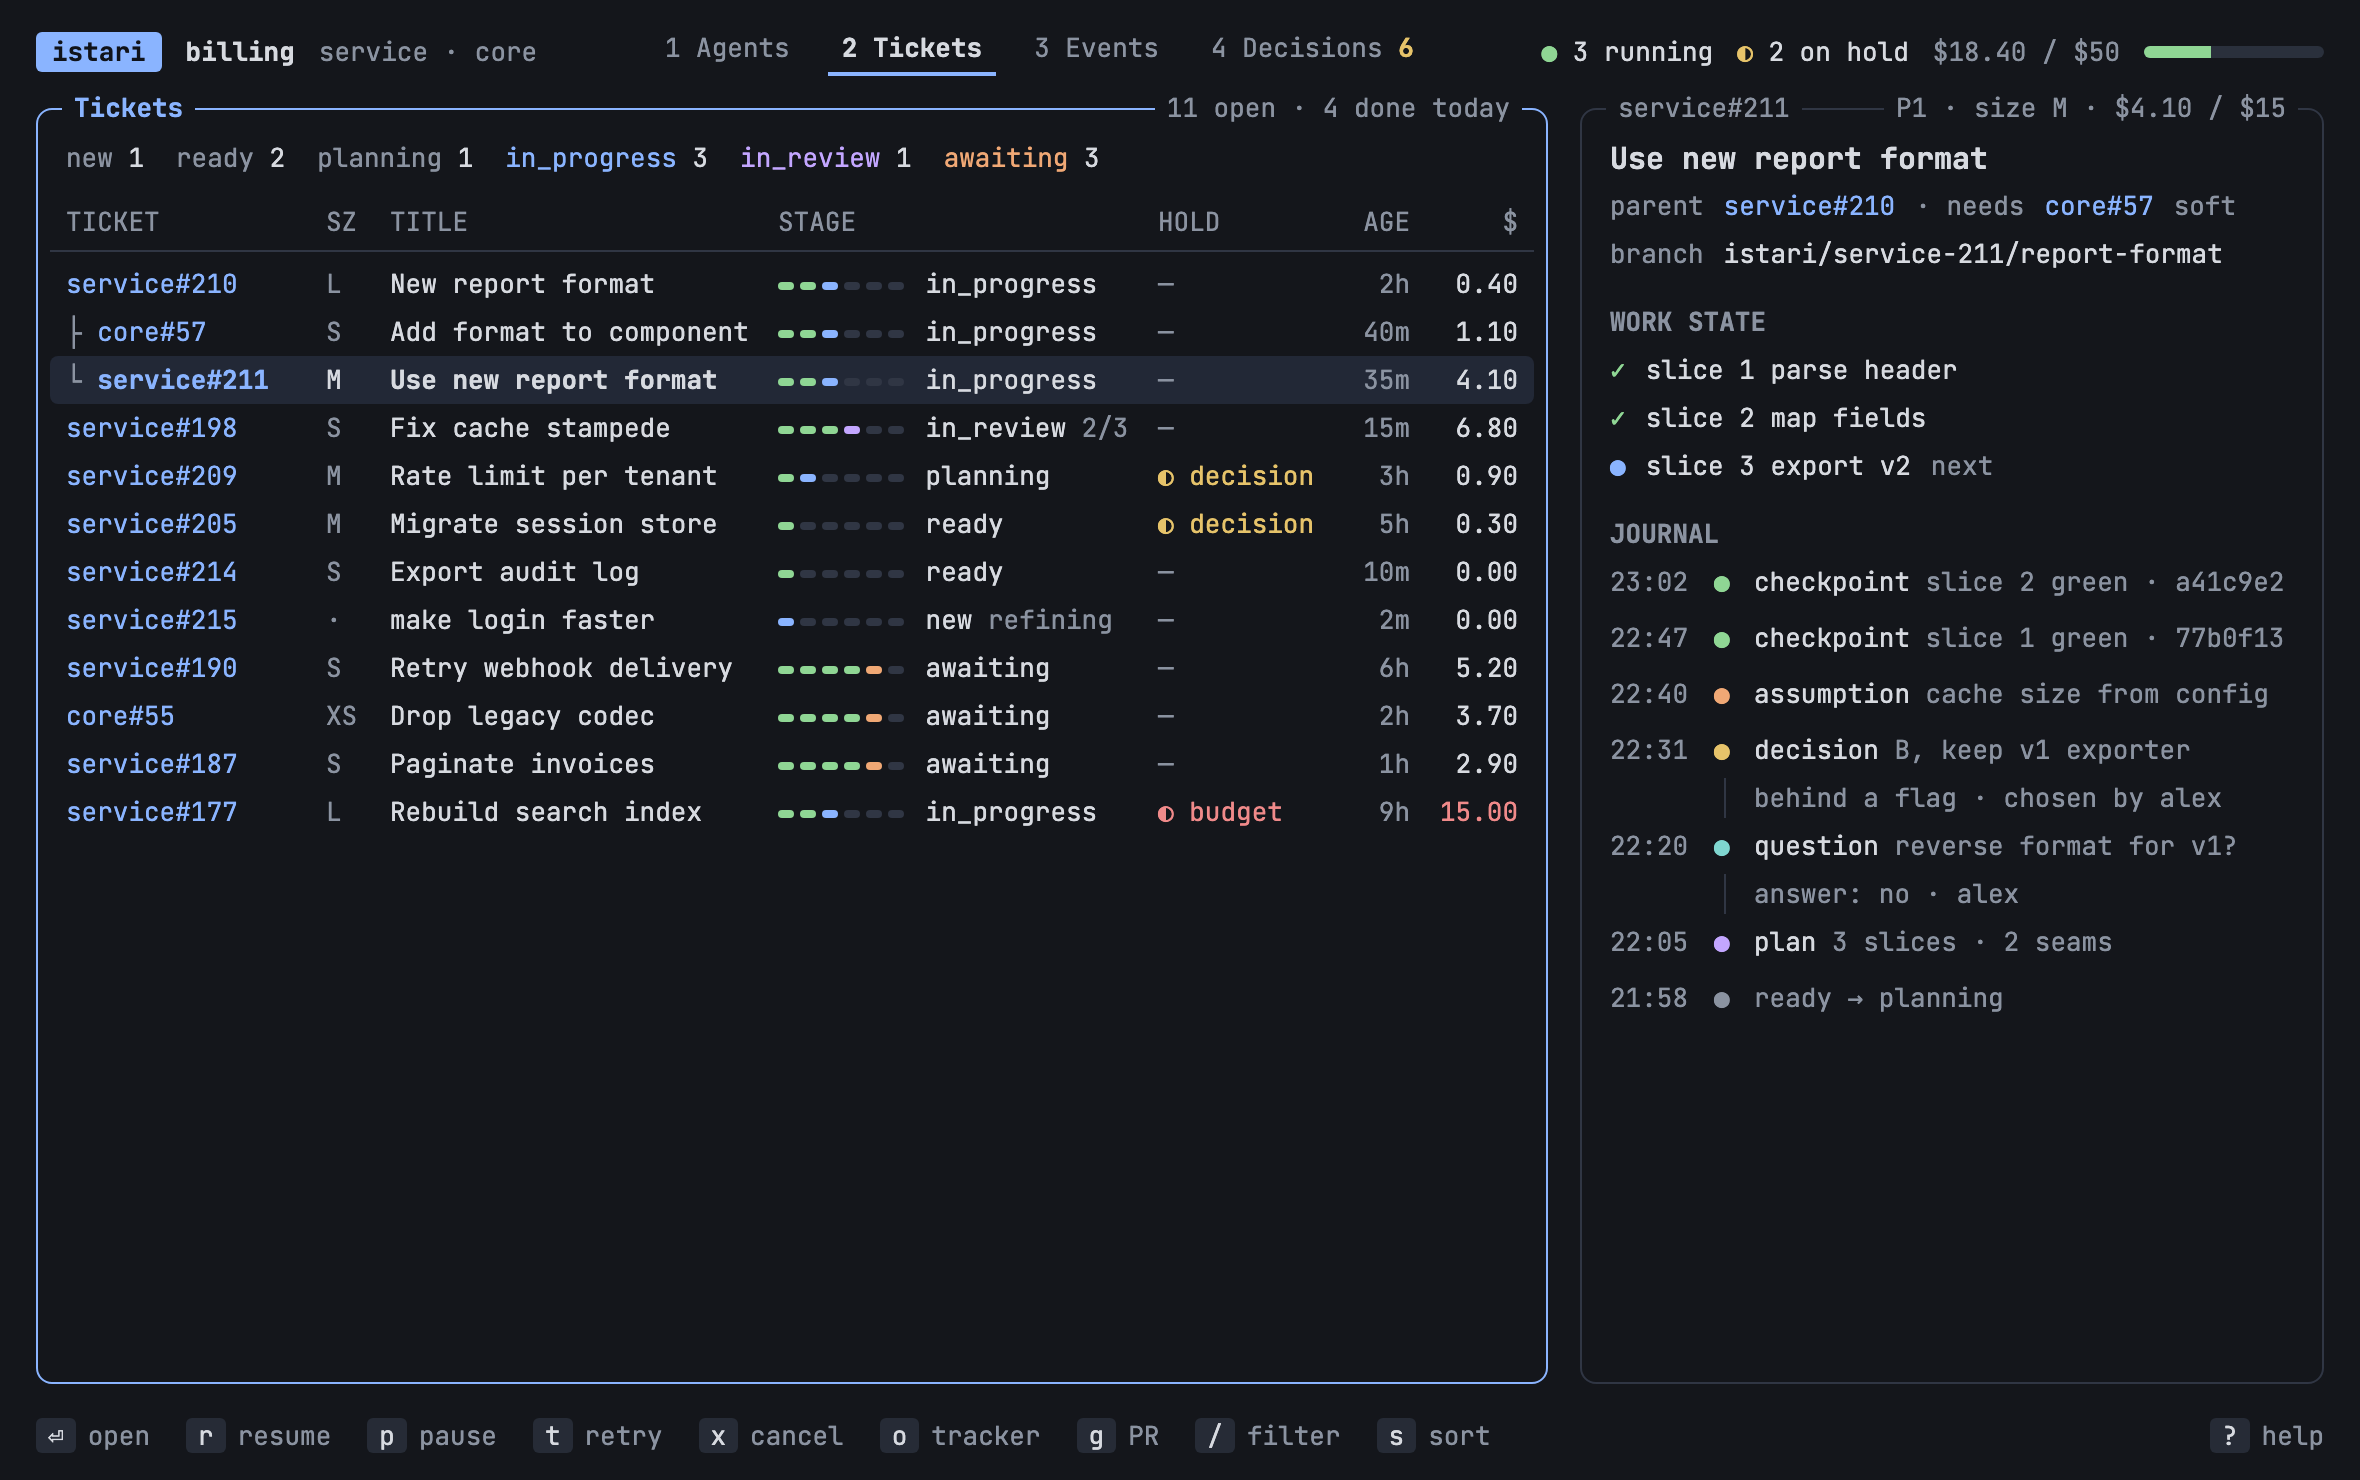 istari billing service · core 1 Agents 2 Tickets 3 Events 4 Decisions 6 ● 3 running ◐ 2 on hold $18.40 / $50
Tickets 11 open · 4 done today
new 1 ready 2 planning 1 in_progress 3 in_review 1 awaiting 3
TICKET SZ TITLE STAGE HOLD AGE $
service#210 L New report format in_progress — 2h 0.40
├ core#57 S Add format to component in_progress — 40m 1.10
└ service#211 M Use new report format in_progress — 35m 4.10
service#198 S Fix cache stampede in_review 2/3 — 15m 6.80
service#209 M Rate limit per tenant planning ◐ decision 3h 0.90
service#205 M Migrate session store ready ◐ decision 5h 0.30
service#214 S Export audit log ready — 10m 0.00
service#215 · make login faster new refining — 2m 0.00
service#190 S Retry webhook delivery awaiting — 6h 5.20
core#55 XS Drop legacy codec awaiting — 2h 3.70
service#187 S Paginate invoices awaiting — 1h 2.90
service#177 L Rebuild search index in_progress ◐ budget 9h 15.00
service#211 P1 · size M · $4.10 / $15
Use new report format
parent service#210 · needs core#57 soft
branch istari/service-211/report-format
WORK STATE
✓ slice 1 parse header
✓ slice 2 map fields
● slice 3 export v2 next
JOURNAL
23:02 ● checkpoint slice 2 green · a41c9e2
22:47 ● checkpoint slice 1 green · 77b0f13
22:40 ● assumption cache size from config
22:31 ● decision B, keep v1 exporter
behind a flag · chosen by alex
22:20 ● question reverse format for v1?
answer: no · alex
22:05 ● plan 3 slices · 2 seams
21:58 ● ready → planning
⏎ open r resume p pause t retry x cancel o tracker g PR / filter s sort ? help